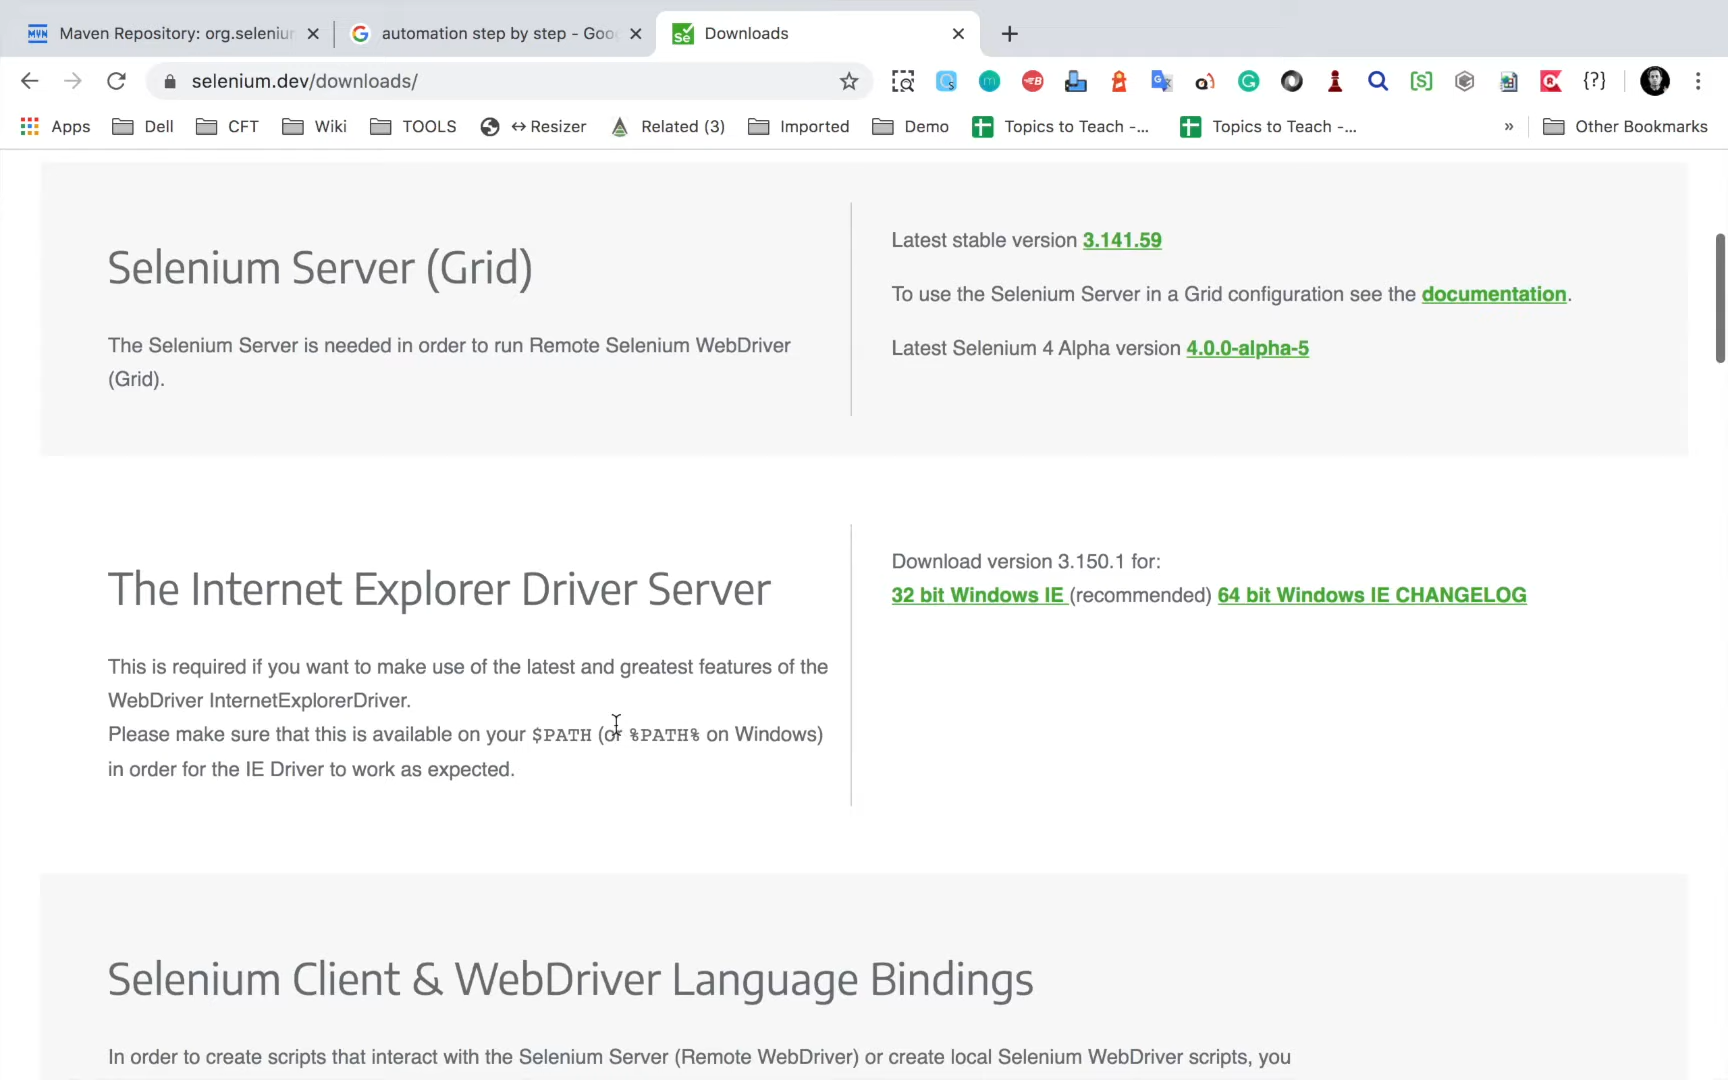 Maven Repository: org.seleniun
automation step by step - Goo
Downloads
selenium.dev/downloads/
Apps
Dell
CFT
Wiki
TOOLS
↔ Resizer
Related (3)
Imported
Demo
Topics to Teach -...
Topics to Teach -...
»
Other Bookmarks
Selenium Server (Grid)
The Selenium Server is needed in order to run Remote Selenium WebDriver
(Grid).
Latest stable version 3.141.59
To use the Selenium Server in a Grid configuration see the documentation.
Latest Selenium 4 Alpha version 4.0.0-alpha-5
The Internet Explorer Driver Server
This is required if you want to make use of the latest and greatest features of the
WebDriver InternetExplorerDriver.
Please make sure that this is available on your $PATH (or %PATH% on Windows)
in order for the IE Driver to work as expected.
Download version 3.150.1 for:
32 bit Windows IE (recommended) 64 bit Windows IE CHANGELOG
Selenium Client & WebDriver Language Bindings
In order to create scripts that interact with the Selenium Server (Remote WebDriver) or create local Selenium WebDriver scripts, you